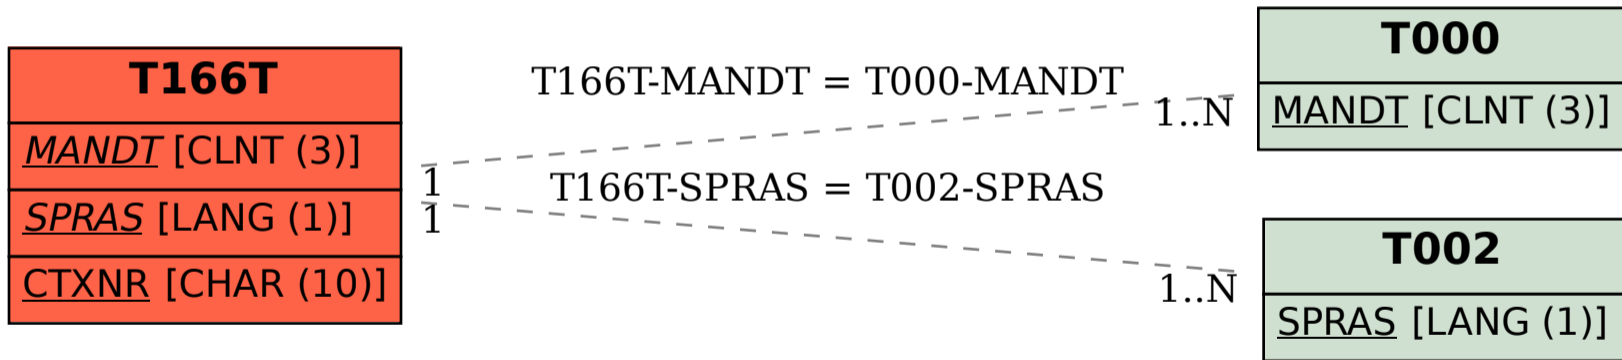 T166T
MANDT [CLNT (3)]
SPRAS [LANG (1)]
CTXNR [CHAR (10)]
T166T-MANDT = T000-MANDT
1
1..N
T166T-SPRAS = T002-SPRAS
1
1..N
T000
MANDT [CLNT (3)]
T002
SPRAS [LANG (1)]